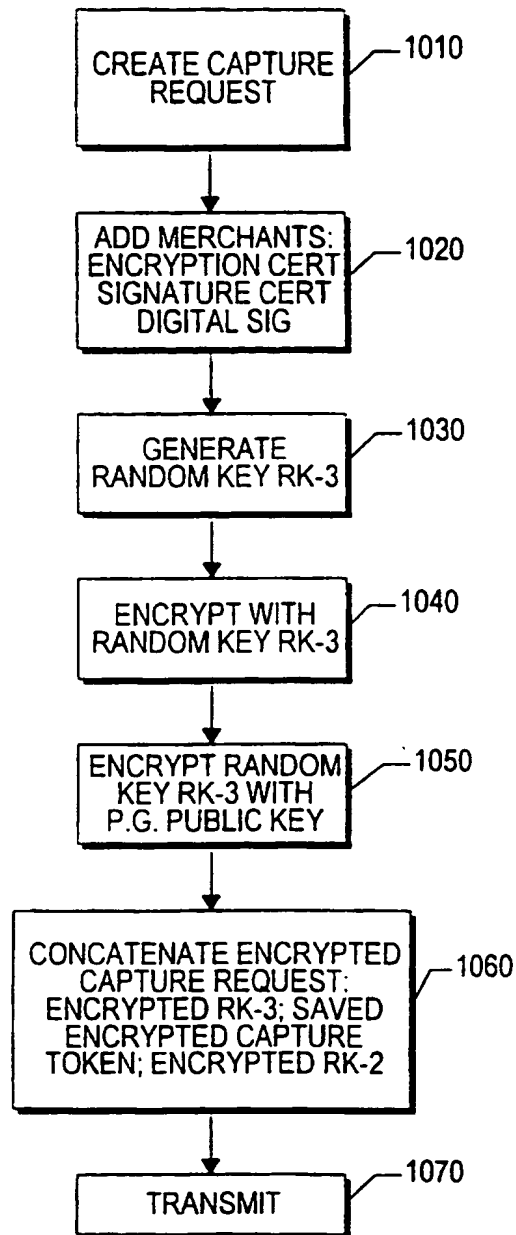 CREATE CAPTURE
REQUEST
1010
ADD MERCHANTS:
ENCRYPTION CERT
SIGNATURE CERT
DIGITAL SIG
1020
GENERATE
RANDOM KEY RK-3
1030
ENCRYPT WITH
RANDOM KEY RK-3
1040
ENCRYPT RANDOM
KEY RK-3 WITH
P.G. PUBLIC KEY
1050
CONCATENATE ENCRYPTED
CAPTURE REQUEST:
ENCRYPTED RK-3; SAVED
ENCRYPTED CAPTURE
TOKEN; ENCRYPTED RK-2
1060
TRANSMIT
1070